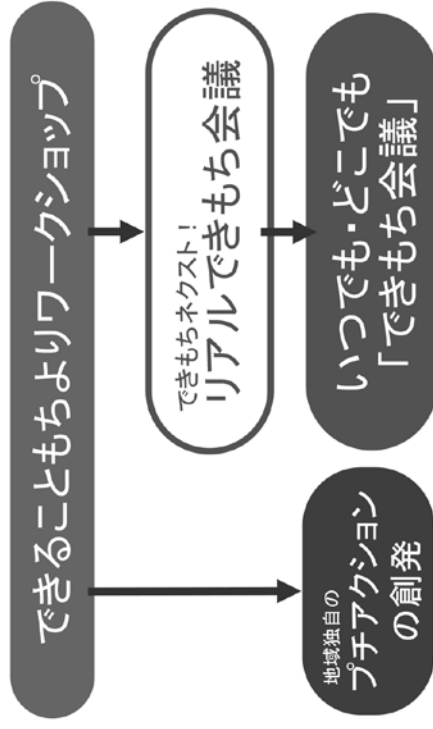 できることもちよりワークショップ
できもちネクスト！
リアルできもち会議
いつでも・どこでも
「できもち会議」
地域独自の
プチアクション
の創発